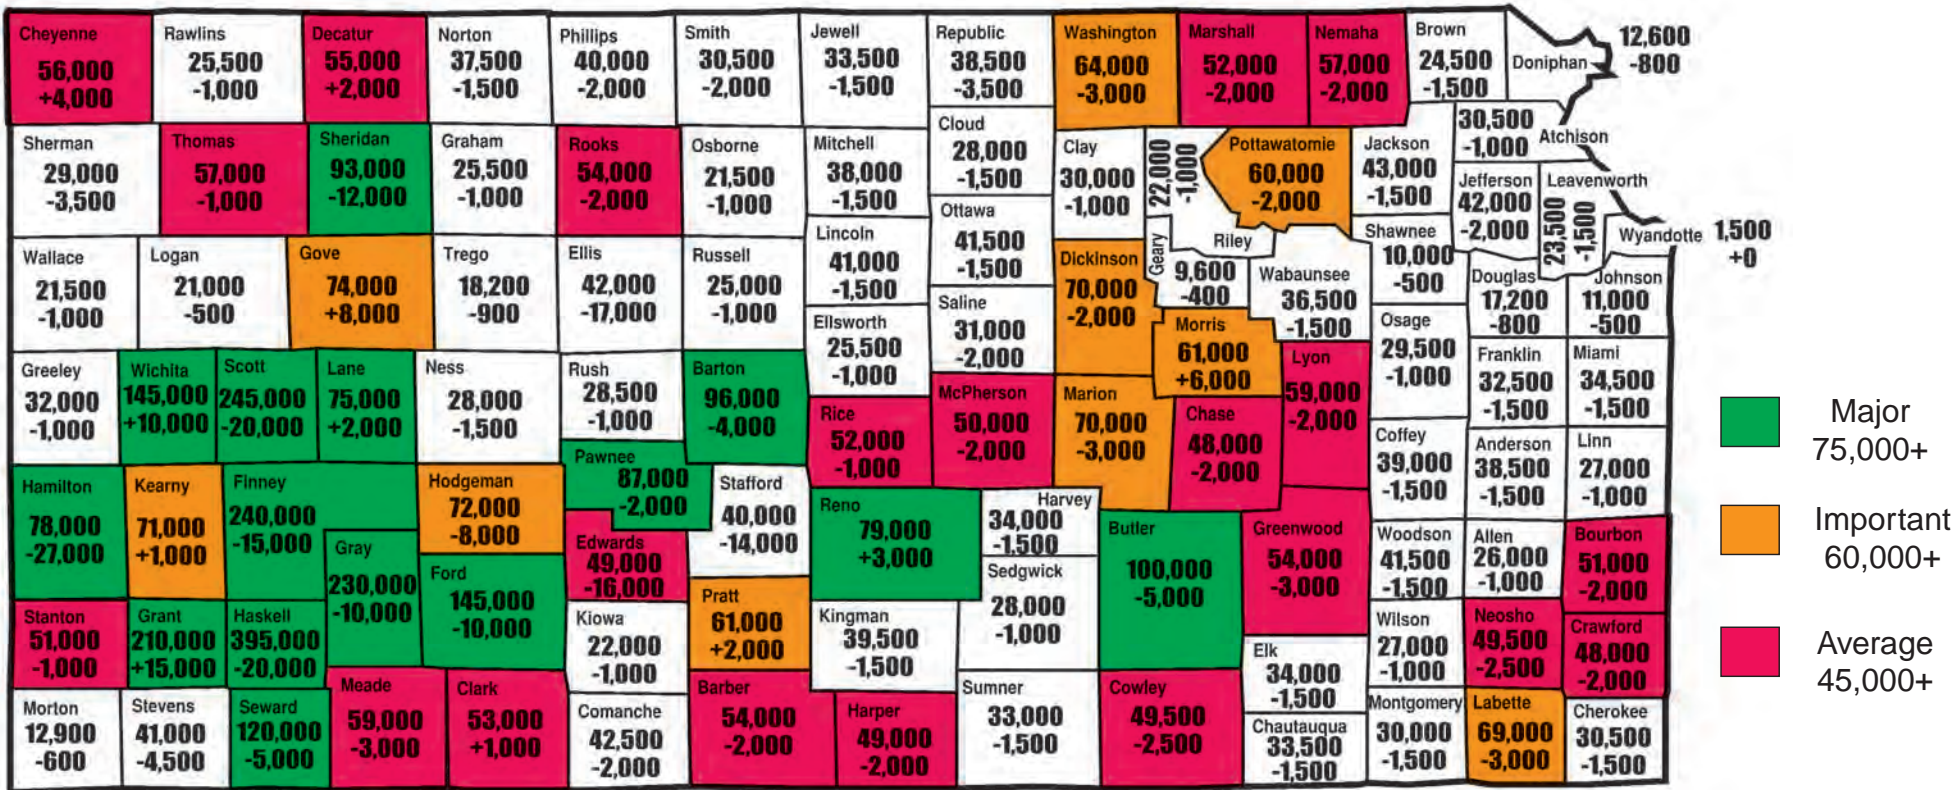 Cheyenne
56,000
+4,000
Rawlins
25,500
-1,000
Decatur
55,000
+2,000
Norton
37,500
-1,500
Phillips
40,000
-2,000
Smith
30,500
-2,000
Jewell
33,500
-1,500
Republic
38,500
-3,500
Washington
64,000
-3,000
Marshall
52,000
-2,000
Nemaha
57,000
-2,000
Brown
24,500
-1,500
Doniphan
12,600
-800
Sherman
29,000
-3,500
Thomas
57,000
-1,000
Sheridan
93,000
-12,000
Graham
25,500
-1,000
Rooks
54,000
-2,000
Osborne
21,500
-1,000
Mitchell
38,000
-1,500
Cloud
28,000
-1,500
Clay
30,000
-1,000
22,000
-1,000
Riley
Pottawatomie
60,000
-2,000
Jackson
43,000
-1,500
30,500
-1,000
Atchison
Jefferson
42,000
-2,000
Leavenworth
23,500
-1,500
Wyandotte
1,500
+0
Wallace
21,500
-1,000
Logan
21,000
-500
Gove
74,000
+8,000
Trego
18,200
-900
Ellis
42,000
-17,000
Russell
25,000
-1,000
Lincoln
41,000
-1,500
Ottawa
41,500
-1,500
Saline
31,000
-2,000
Dickinson
70,000
-2,000
Geary
9,600
-400
Wabaunsee
36,500
-1,500
Shawnee
10,000
-500
Douglas
17,200
-800
Johnson
11,000
-500
Ellsworth
25,500
-1,000
Morris
61,000
+6,000
Osage
29,500
-1,000
Franklin
32,500
-1,500
Miami
34,500
-1,500
Greeley
32,000
-1,000
Wichita
145,000
+10,000
Scott
245,000
-20,000
Lane
75,000
+2,000
Ness
28,000
-1,500
Rush
28,500
-1,000
Barton
96,000
-4,000
Rice
52,000
-1,000
McPherson
50,000
-2,000
Marion
70,000
-3,000
Chase
48,000
-2,000
Lyon
59,000
-2,000
Coffey
39,000
-1,500
Anderson
38,500
-1,500
Linn
27,000
-1,000
Major
75,000+
Hamilton
78,000
-27,000
Kearny
71,000
+1,000
Finney
240,000
-15,000
Hodgeman
72,000
-8,000
Pawnee
87,000
-2,000
Stafford
40,000
-14,000
Reno
79,000
+3,000
Harvey
34,000
-1,500
Butler
100,000
-5,000
Greenwood
54,000
-3,000
Woodson
41,500
-1,500
Allen
26,000
-1,000
Bourbon
51,000
-2,000
Important
60,000+
Gray
230,000
-10,000
Ford
145,000
-10,000
Edwards
49,000
-16,000
Sedgwick
28,000
-1,000
Stanton
51,000
-1,000
Grant
210,000
+15,000
Haskell
395,000
-20,000
Kiowa
22,000
-1,000
Pratt
61,000
+2,000
Kingman
39,500
-1,500
Elk
34,000
-1,500
Wilson
27,000
-1,000
Neosho
49,500
-2,500
Crawford
48,000
-2,000
Average
45,000+
Morton
12,900
-600
Stevens
41,000
-4,500
Seward
120,000
-5,000
Meade
59,000
-3,000
Clark
53,000
+1,000
Comanche
42,500
-2,000
Barber
54,000
-2,000
Harper
49,000
-2,000
Sumner
33,000
-1,500
Cowley
49,500
-2,500
Chautauqua
33,500
-1,500
Montgomery
30,000
-1,500
Labette
69,000
-3,000
Cherokee
30,500
-1,500